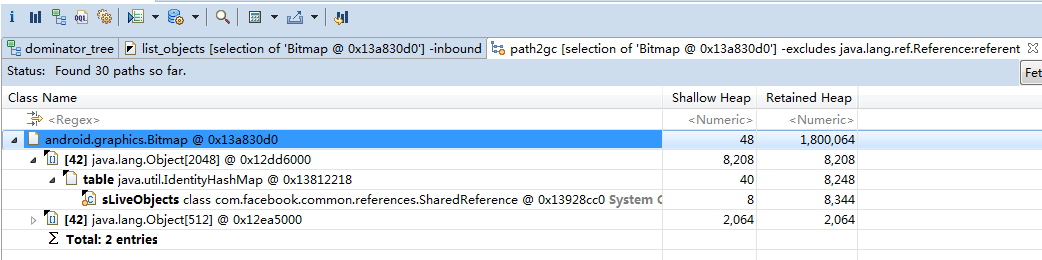 i OQL
dominator_tree list_objects [selection of 'Bitmap @ 0x13a830d0'] -inbound path2gc [selection of 'Bitmap @ 0x13a830d0'] -excludes java.lang.ref.Reference:referent
Status: Found 30 paths so far. Fet
Class Name Shallow Heap Retained Heap
<Regex> <Numeric> <Numeric>
android.graphics.Bitmap @ 0x13a830d0 48 1,800,064
[42] java.lang.Object[2048] @ 0x12dd6000 8,208 8,208
table java.util.IdentityHashMap @ 0x13812218 40 8,248
sLiveObjects class com.facebook.common.references.SharedReference @ 0x13928cc0 System C 8 8,344
[42] java.lang.Object[512] @ 0x12ea5000 2,064 2,064
Σ Total: 2 entries